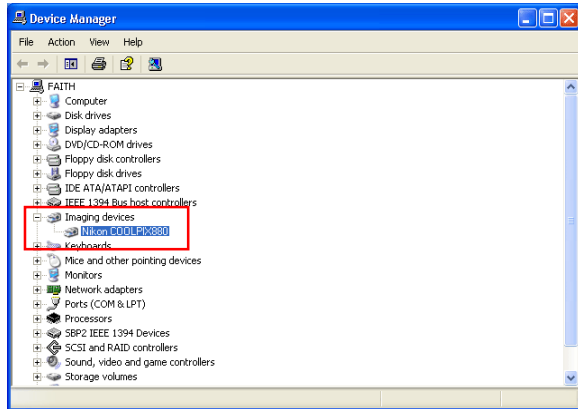 Device Manager
File Action View Help
FAITH
Computer
Disk drives
Display adapters
DVD/CD-ROM drives
Floppy disk controllers
Floppy disk drives
IDE ATA/ATAPI controllers
IEEE 1394 Bus host controllers
Imaging devices
Nikon COOLPIX880
Keyboards
Mice and other pointing devices
Monitors
Network adapters
Ports (COM & LPT)
Processors
SBP2 IEEE 1394 Devices
SCSI and RAID controllers
Sound, video and game controllers
Storage volumes